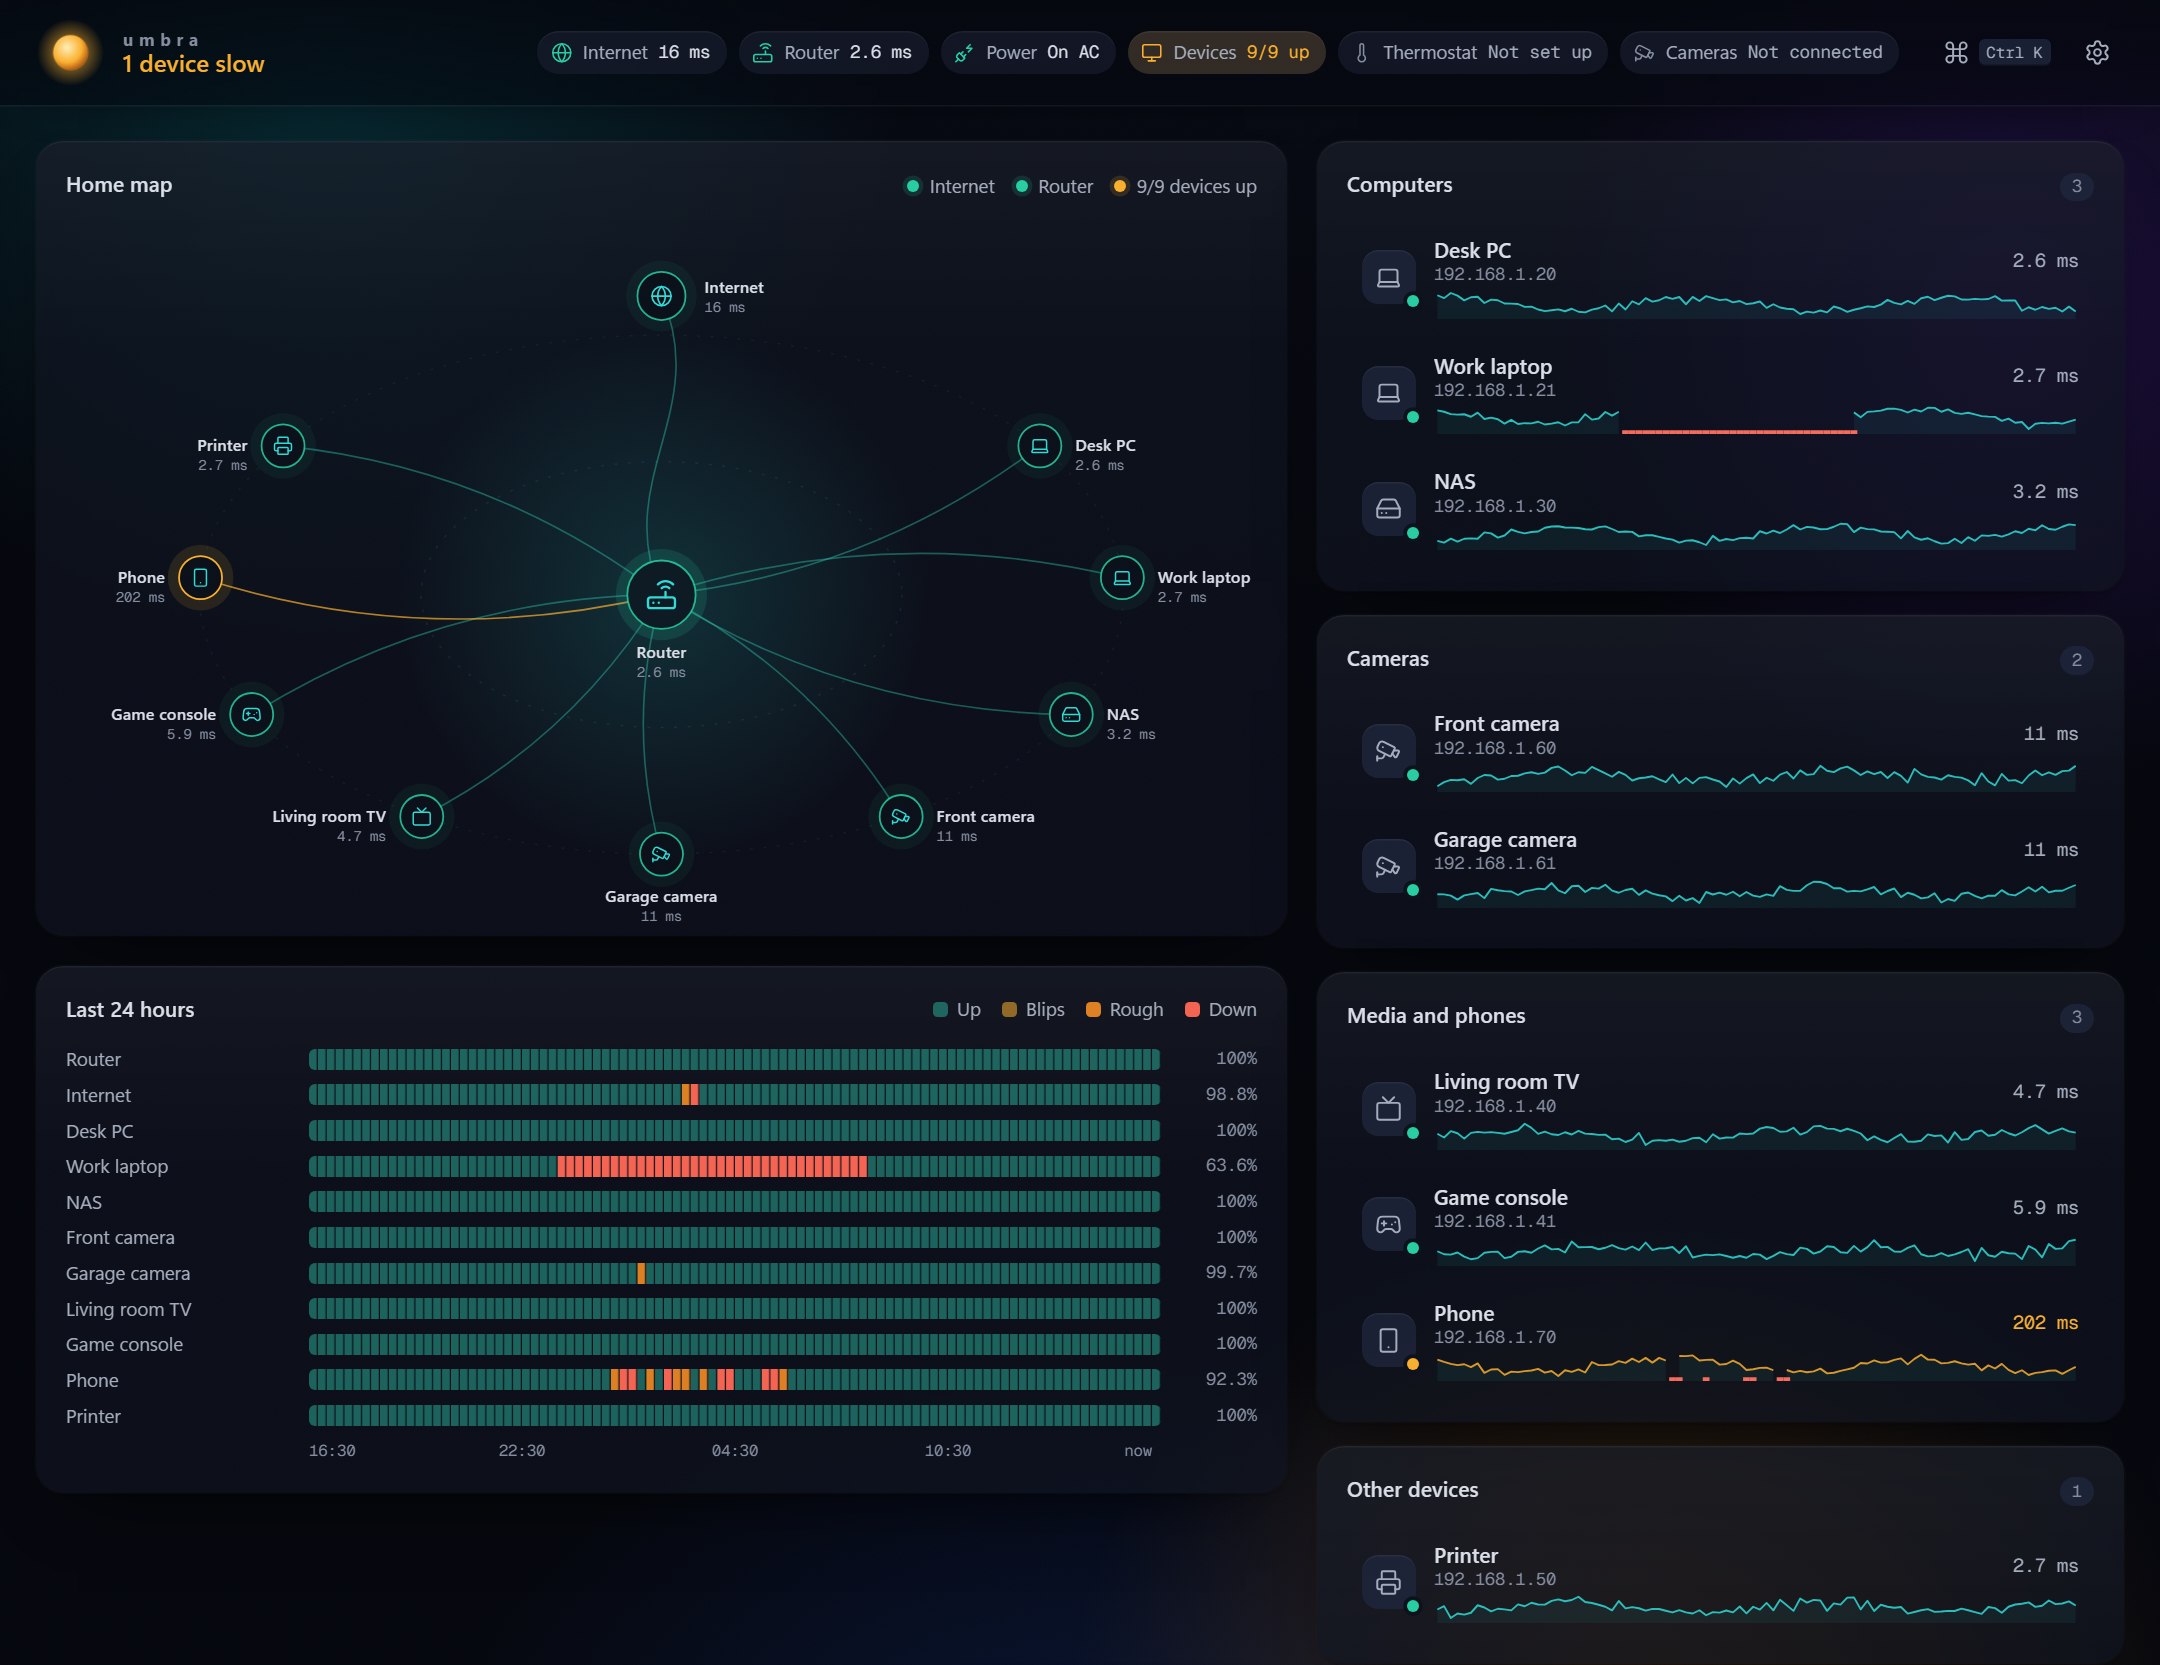 umbra
1 device slow
Internet 16 ms
Router 2.6 ms
Power On AC
Devices 9/9 up
Thermostat Not set up
Cameras Not connected
Ctrl K
Home map
Internet
Router
9/9 devices up
Internet
16 ms
Printer
2.7 ms
Desk PC
2.6 ms
Phone
202 ms
Work laptop
2.7 ms
Router
2.6 ms
Game console
5.9 ms
NAS
3.2 ms
Living room TV
4.7 ms
Front camera
11 ms
Garage camera
11 ms
Last 24 hours
Up
Blips
Rough
Down
Router 100%
Internet 98.8%
Desk PC 100%
Work laptop 63.6%
NAS 100%
Front camera 100%
Garage camera 99.7%
Living room TV 100%
Game console 100%
Phone 92.3%
Printer 100%
16:30 22:30 04:30 10:30 now
Computers 3
Desk PC
192.168.1.20
2.6 ms
Work laptop
192.168.1.21
2.7 ms
NAS
192.168.1.30
3.2 ms
Cameras 2
Front camera
192.168.1.60
11 ms
Garage camera
192.168.1.61
11 ms
Media and phones 3
Living room TV
192.168.1.40
4.7 ms
Game console
192.168.1.41
5.9 ms
Phone
192.168.1.70
202 ms
Other devices 1
Printer
192.168.1.50
2.7 ms